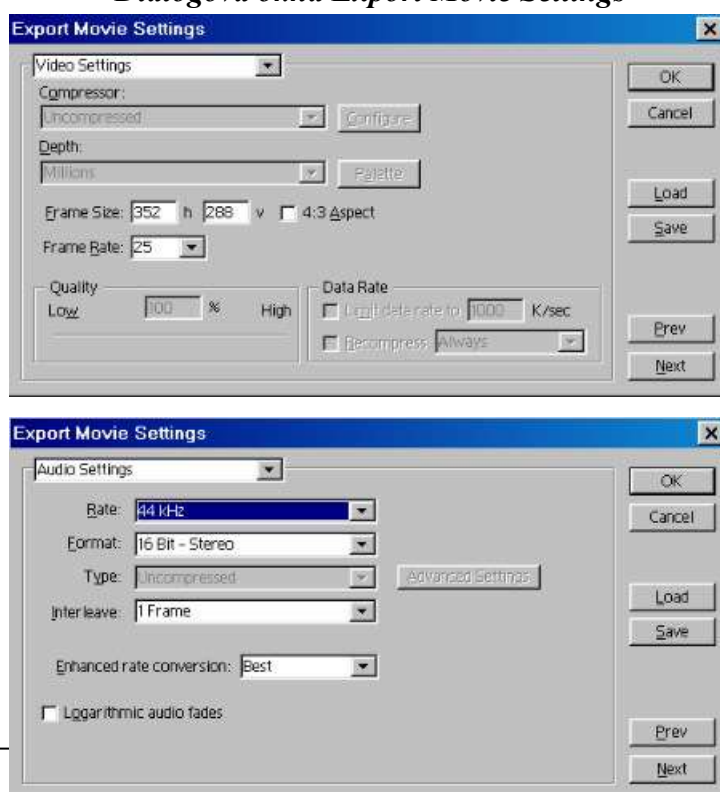 Dialogová okna Export Movie Settings
Export Movie Settings
Video Settings
OK
Compressor:
Cancel
Uncompressed
Configure
Depth:
Millions
Palette
Load
Frame Size: 352 h 288 v 4:3 Aspect
Save
Frame Rate: 25
Quality
Data Rate
Low 100 % High
Limit data rate to 1000 K/sec
Prev
Recompress Always
Next
Export Movie Settings
Audio Settings
OK
Rate: 44 kHz
Cancel
Format: 16 Bit - Stereo
Type: Uncompressed
Advanced Settings
Load
Interleave: 1 Frame
Save
Enhanced rate conversion: Best
Logarithmic audio fades
Prev
Next